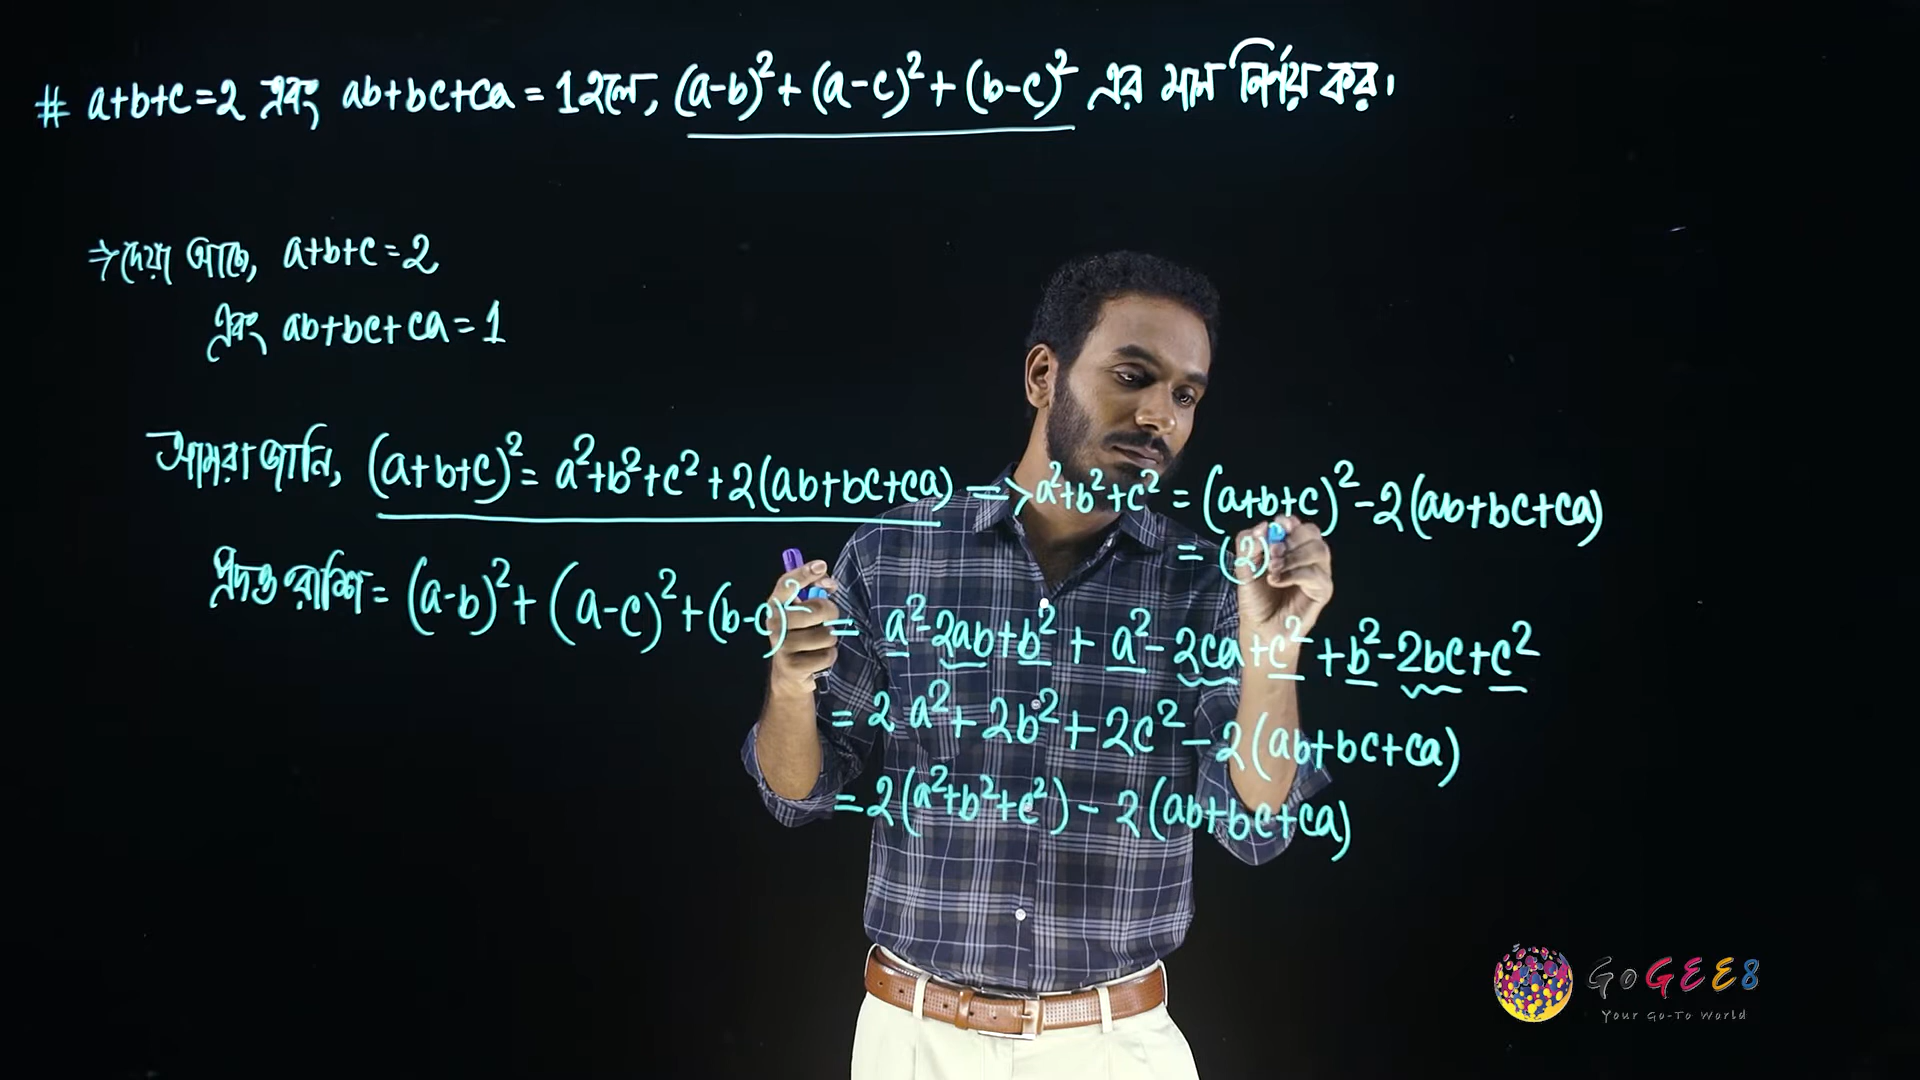 # a+b+c=2 এবং ab+bc+ca = 1 হলে, (a-b)²+(a-c)²+(b-c)² এর মান নির্ণয় কর।
⇒ দেয়া আছে, a+b+c=2
এবং ab+bc+ca=1
আমরা জানি, (a+b+c)²= a²+b²+c²+2(ab+bc+ca) => a²+b²+c² = (a+b+c)²-2(ab+bc+ca)
= (2)
প্রদত্ত রাশি= (a-b)²+(a-c)²+(b-c)² = a²-2ab+b² + a²-2ca+c²+b²-2bc+c²
= 2a²+2b²+2c²-2(ab+bc+ca)
=2(a²+b²+c²)-2(ab+bc+ca)
GoGEE8
Your Go-To World